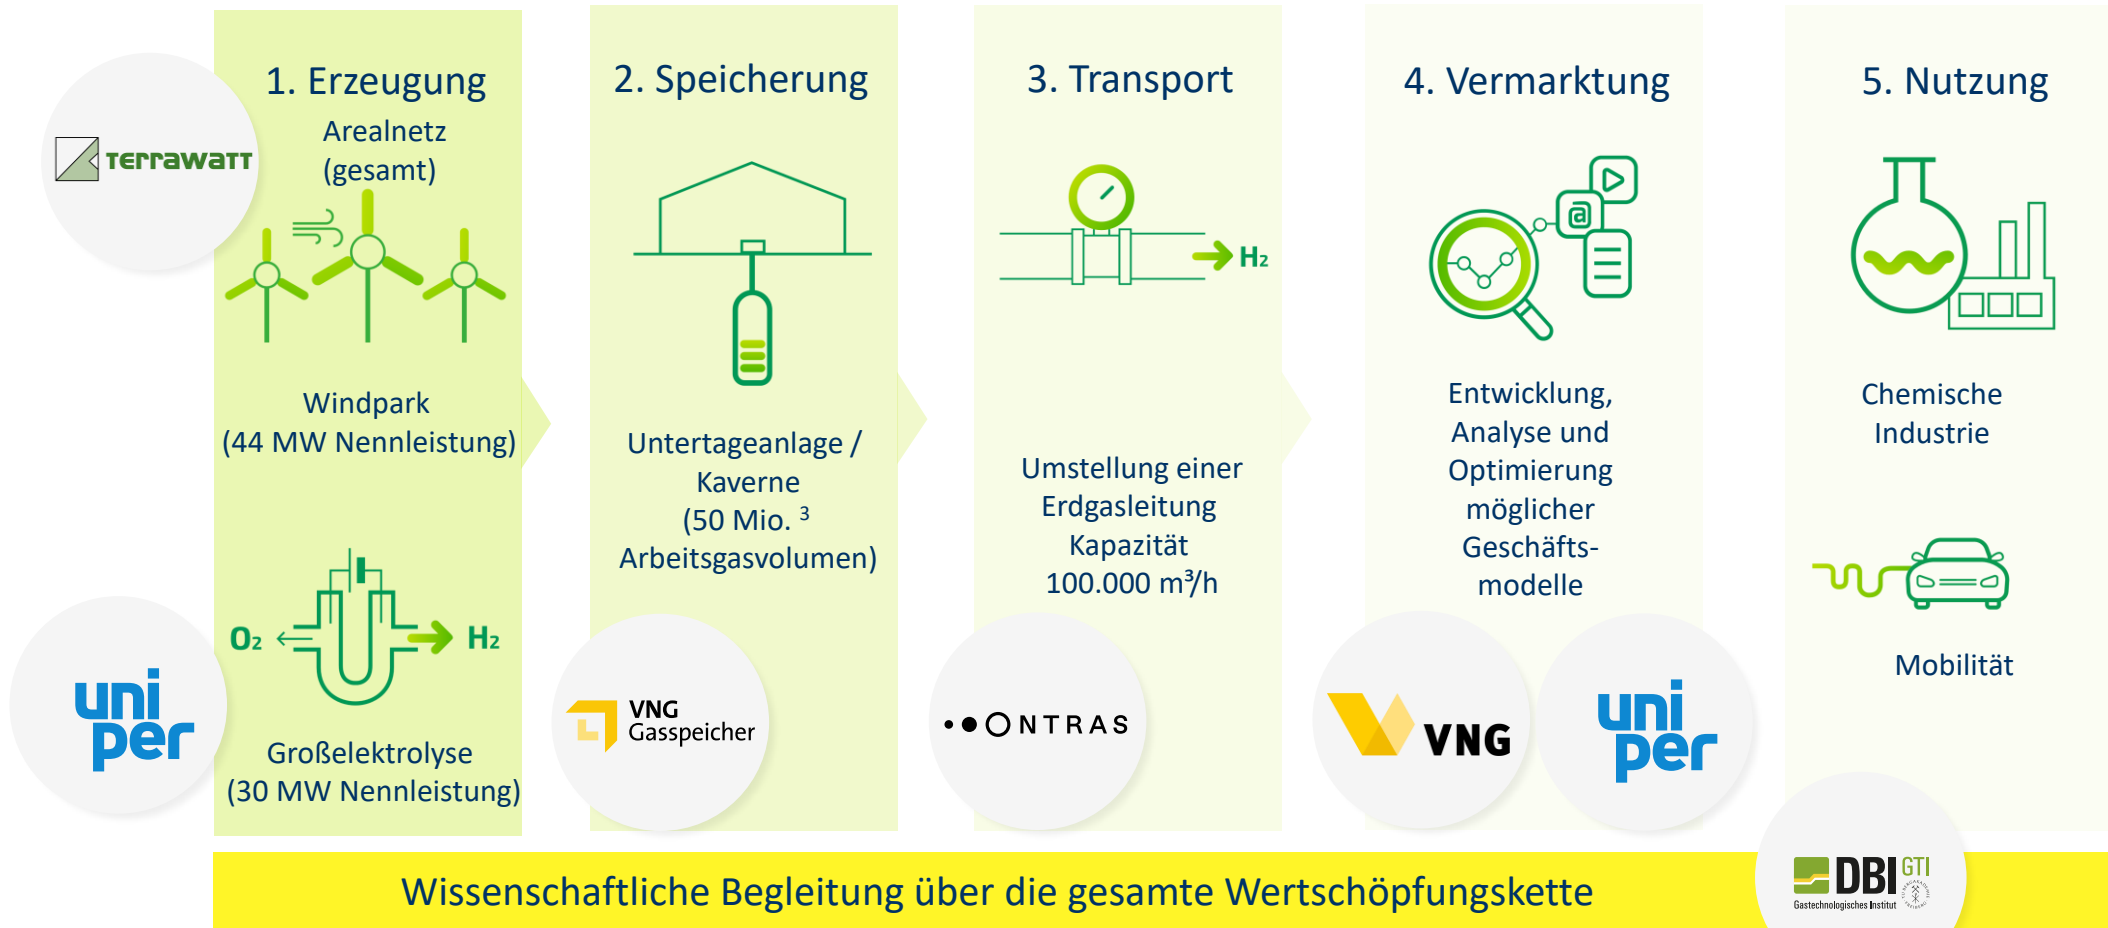 1. Erzeugung
Arealnetz
(gesamt)
TERRAWATT
Windpark
(44 MW Nennleistung)
O₂
H₂
uni
per
Großelektrolyse
(30 MW Nennleistung)
2. Speicherung
Untertageanlage /
Kaverne
(50 Mio. ³
Arbeitsgasvolumen)
VNG
Gasspeicher
3. Transport
H₂
Umstellung einer
Erdgasleitung
Kapazität
100.000 m³/h
ONTRAS
4. Vermarktung
@
Entwicklung,
Analyse und
Optimierung
möglicher
Geschäfts-
modelle
VNG
uni
per
5. Nutzung
Chemische
Industrie
Mobilität
Wissenschaftliche Begleitung über die gesamte Wertschöpfungskette
DBI GTI
Gastechnologisches Institut